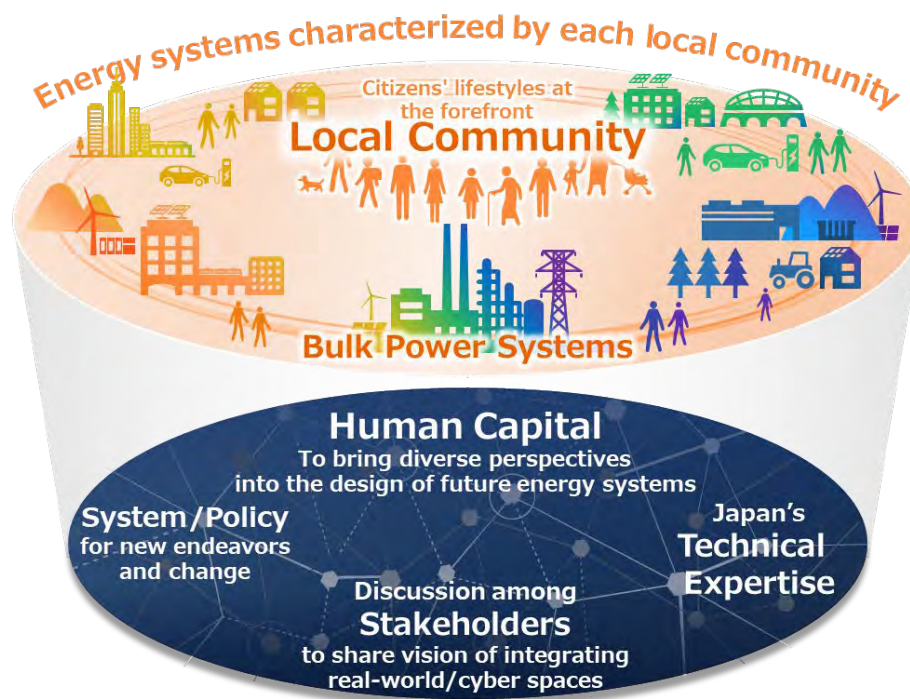 Energy systems characterized by each local community
Citizens' lifestyles at
the forefront
Local Community
Bulk Power Systems
Human Capital
To bring diverse perspectives
into the design of future energy systems
System/Policy
for new endeavors
and change
Japan's
Technical
Expertise
Discussion among
Stakeholders
to share vision of integrating
real-world/cyber spaces